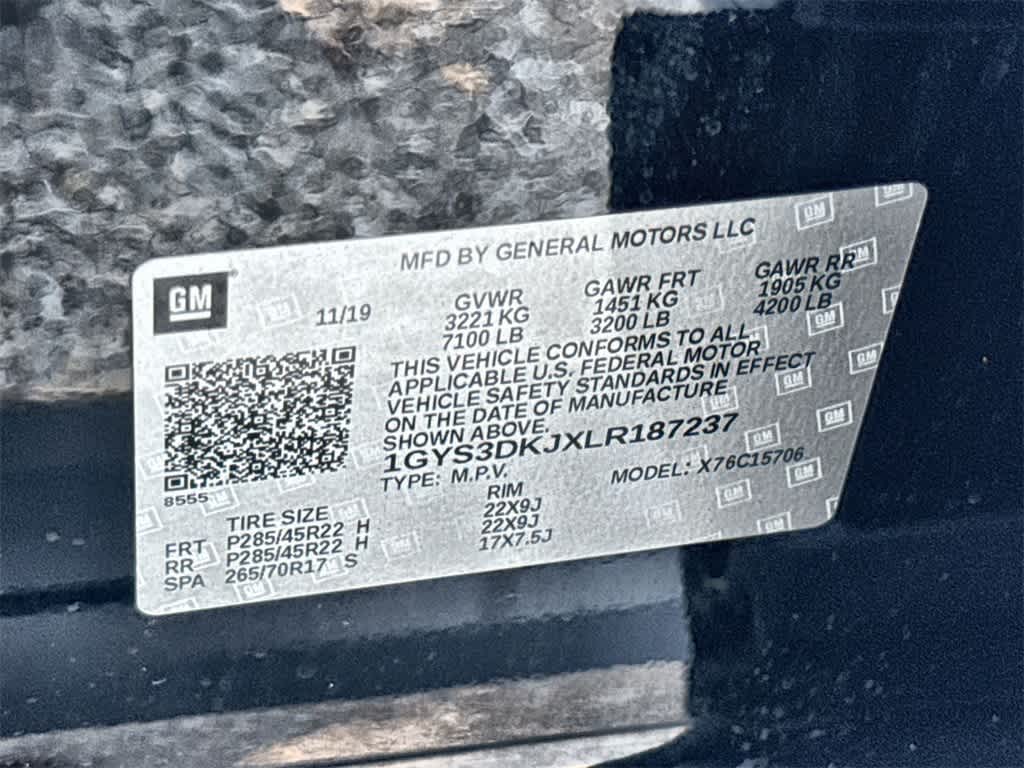 MFD BY GENERAL MOTORS LLC
GM
11/19
GVWR GAWR FRT GAWR RR
3221 KG 1451 KG 1905 KG
7100 LB 3200 LB 4200 LB
THIS VEHICLE CONFORMS TO ALL
APPLICABLE U.S. FEDERAL MOTOR
VEHICLE SAFETY STANDARDS IN EFFECT
ON THE DATE OF MANUFACTURE
SHOWN ABOVE.
1GYS3DKJXLR187237
TYPE: M.P.V. MODEL: X76C15706
8555
TIRE SIZE RIM
FRT P285/45R22 H 22X9J
RR P285/45R22 H 22X9J
SPA 265/70R17 S 17X7.5J